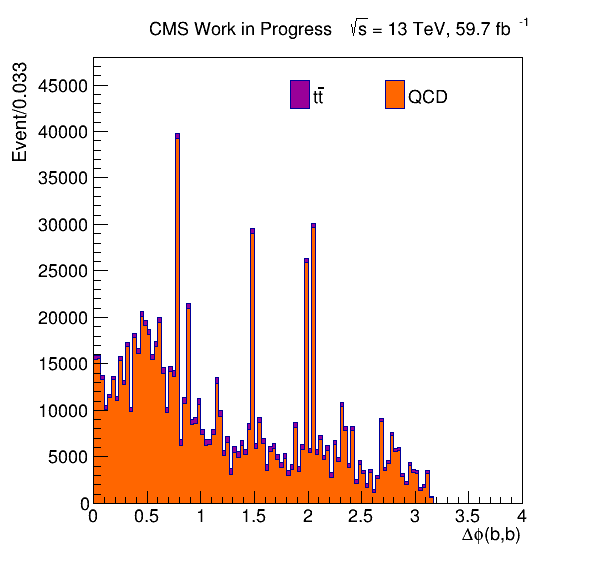 CMS Work in Progress √s = 13 TeV, 59.7 fb⁻¹
Event/0.033
tt̄ QCD
45000
40000
35000
30000
25000
20000
15000
10000
5000
0
0 0.5 1 1.5 2 2.5 3 3.5 4
Δϕ(b,b)